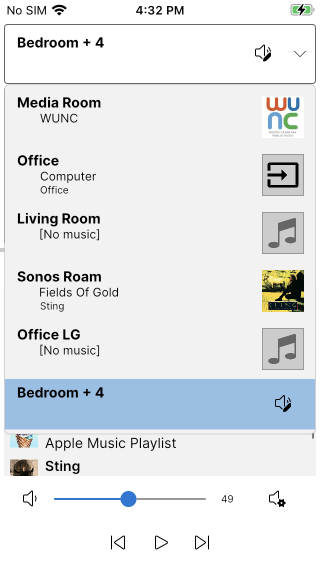 No SIM 4:32 PM
Bedroom + 4
Media Room
WUNC
WUNC
Office
Computer
Office
Living Room
[No music]
Sonos Roam
Fields Of Gold
Sting
STING
Office LG
[No music]
Bedroom + 4
Apple Music Playlist
Sting
49